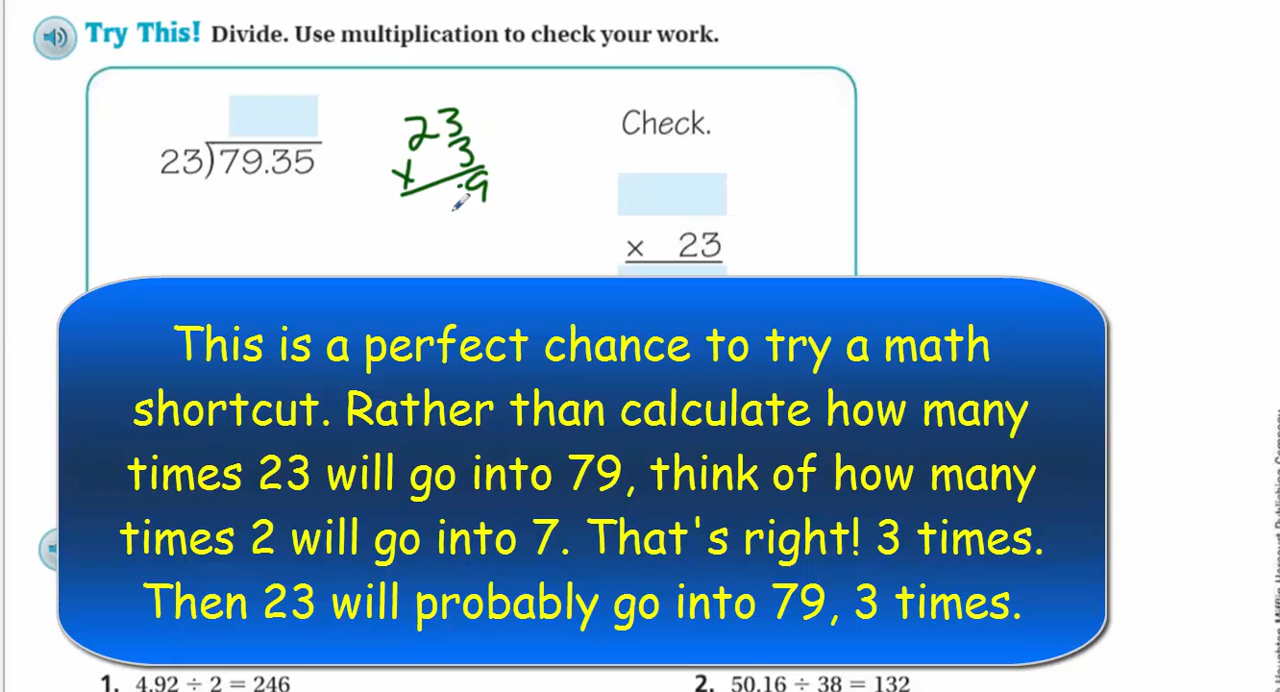 Try This! Divide. Use multiplication to check your work.
23)79.35
23
3
x
.9
Check.
x 23
This is a perfect chance to try a math
shortcut. Rather than calculate how many
times 23 will go into 79, think of how many
times 2 will go into 7. That's right! 3 times.
Then 23 will probably go into 79, 3 times.
1. 4.92 ÷ 2 = 246
2. 50.16 ÷ 38 = 132